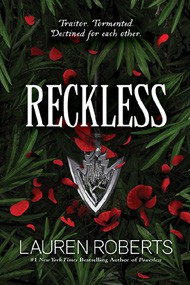 Traitor. Tormented.
Destined for each other.
RECKLESS
LAUREN ROBERTS
#1 New York Times Bestselling Author of Powerless